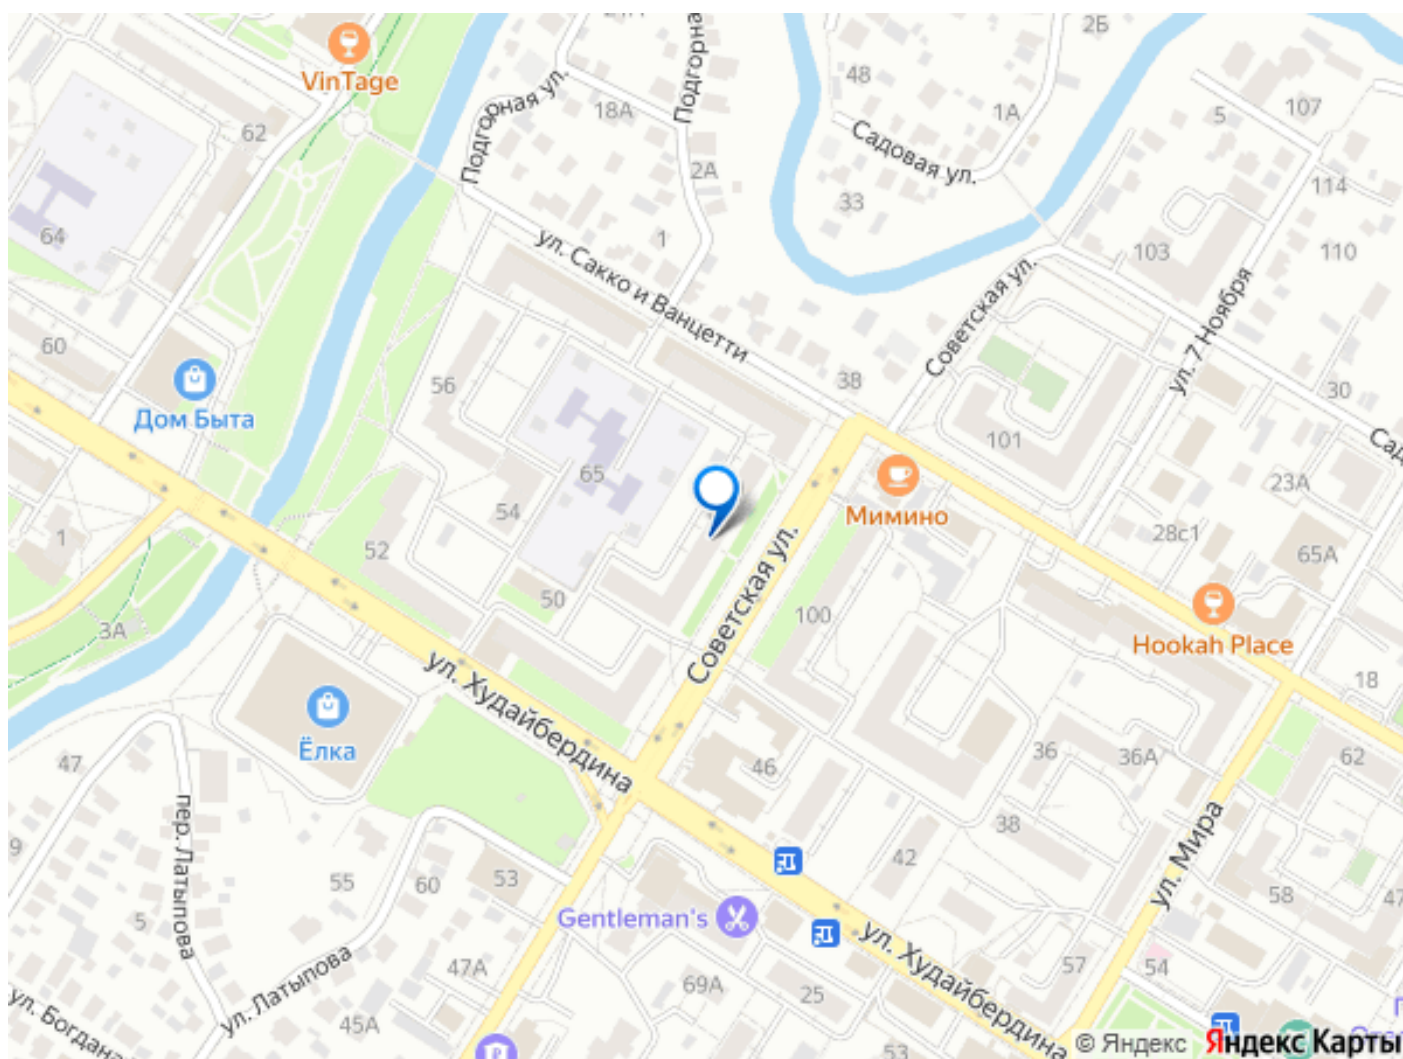 2Б
VinTage
Подгорная ул.
48
18А
1А
5
107
62
Садовая ул.
2А
114
33
64
1
103
110
ул. Сакко и Ванцетти
Советская ул.
ул. 7 Ноября
60
56
38
30
Дом Быта
101
65
23А
54
Мимино
28с1
1
52
65А
50
100
Hookah Place
3А
Советская ул.
ул. Худайбердина
18
Ёлка
47
46
36
36А
62
пер. Латыпова
ул. Мира
38
42
55
60
53
58
47
5
Gentleman's
ул. Худайбердина
ул. Латыпова
47А
69А
25
57
54
45А
53
© Яндекс Яндекс Карты